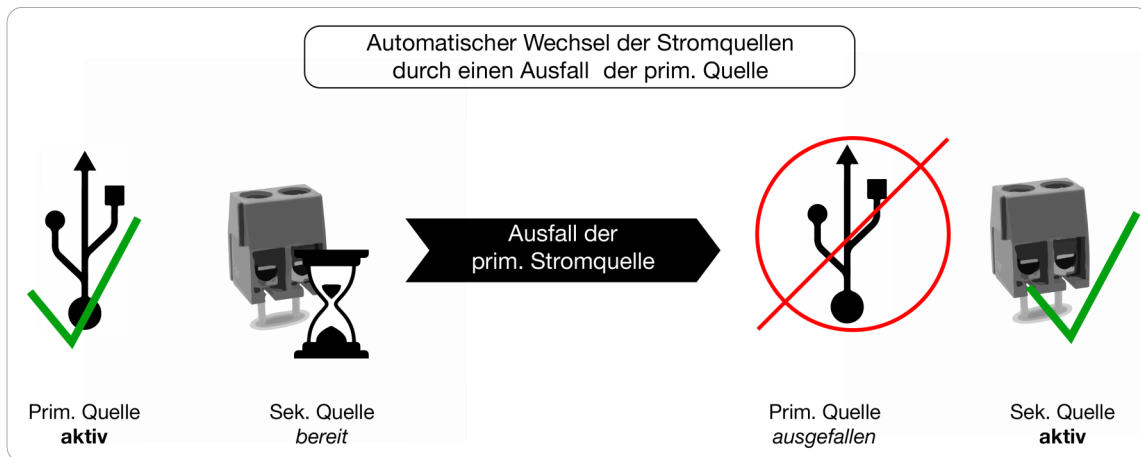 Automatischer Wechsel der Stromquellen
durch einen Ausfall der prim. Quelle
Ausfall der
prim. Stromquelle
Prim. Quelle
aktiv
Sek. Quelle
bereit
Prim. Quelle
ausgefallen
Sek. Quelle
aktiv